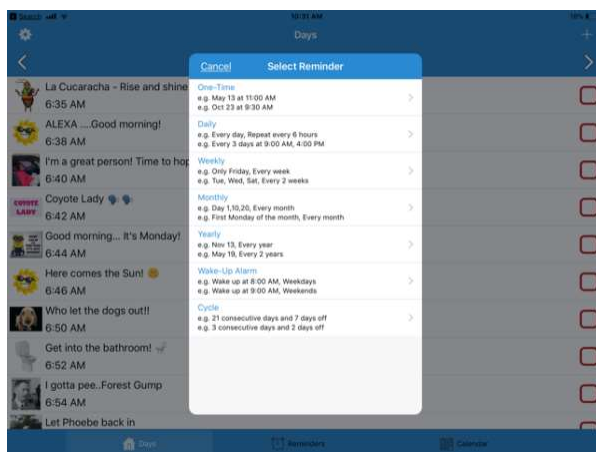 Search
10:31 AM
Days
Cancel
Select Reminder
One-Time
e.g. May 13 at 11:00 AM
e.g. Oct 23 at 9:30 AM
Daily
e.g. Every day, Repeat every 6 hours
e.g. Every 3 days at 9:00 AM, 4:00 PM
Weekly
e.g. Only Friday, Every week
e.g. Tue, Wed, Sat, Every 2 weeks
Monthly
e.g. Day 1,10,20, Every month
e.g. First Monday of the month, Every month
Yearly
e.g. Nov 13, Every year
e.g. May 19, Every 2 years
Wake-Up Alarm
e.g. Wake up at 8:00 AM, Weekdays
e.g. Wake up at 9:00 AM, Weekends
Cycle
e.g. 21 consecutive days and 7 days off
e.g. 3 consecutive days and 2 days off
La Cucaracha - Rise and shine
6:35 AM
ALEXA ....Good morning!
6:38 AM
I'm a great person! Time to hop
6:40 AM
COYOTE
LADY
Coyote Lady
6:42 AM
Good morning... It's Monday!
6:44 AM
Here comes the Sun!
6:46 AM
Who let the dogs out!!
6:50 AM
Get into the bathroom!
6:52 AM
I gotta pee..Forest Gump
6:54 AM
Let Phoebe back in
Days
Reminders
Calendar